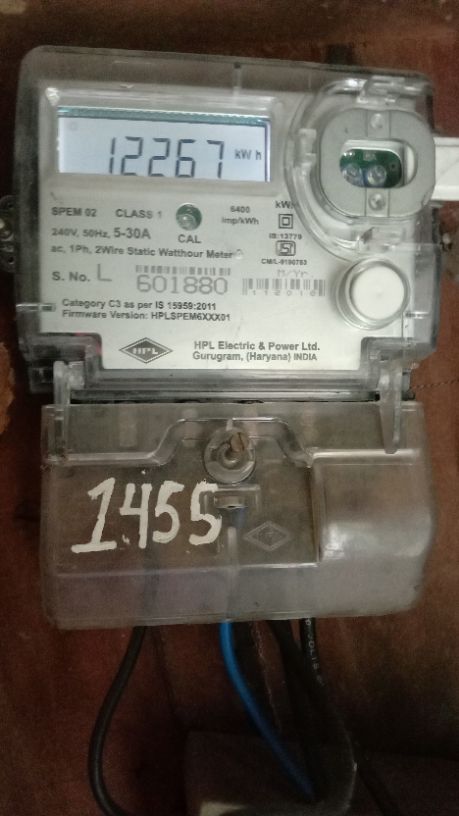 12267 kWh
SPEM 02 CLASS 1 6400 imp/kWh kWh
240V, 50Hz, 5-30A CAL IS:13779
ac, 1Ph, 2Wire Static Watthour Meter
CM/L-9190763
S. No. L 601880 M/Yr
Category C3 as per IS 15959:2011
Firmware Version: HPLSPEM6XXX01
HPL HPL Electric & Power Ltd.
Gurugram, (Haryana) INDIA
1455